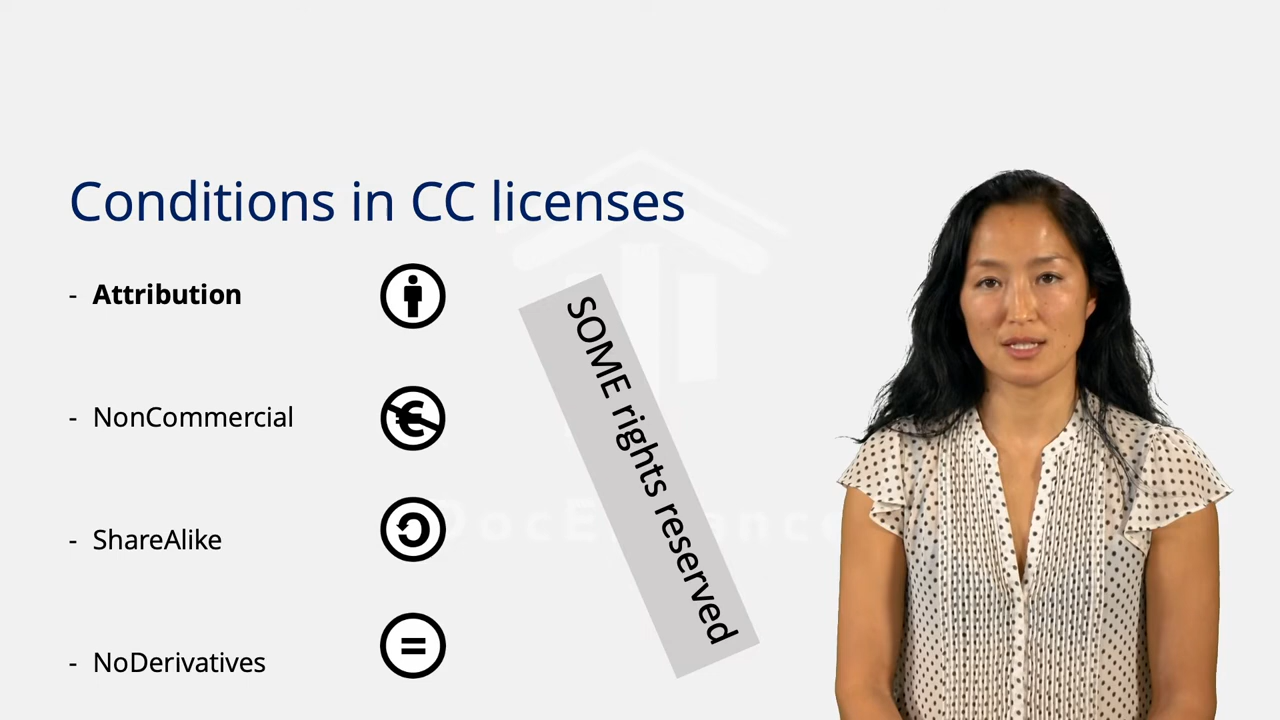 Conditions in CC licenses
- Attribution
- NonCommercial
- ShareAlike
- NoDerivatives
SOME rights reserved